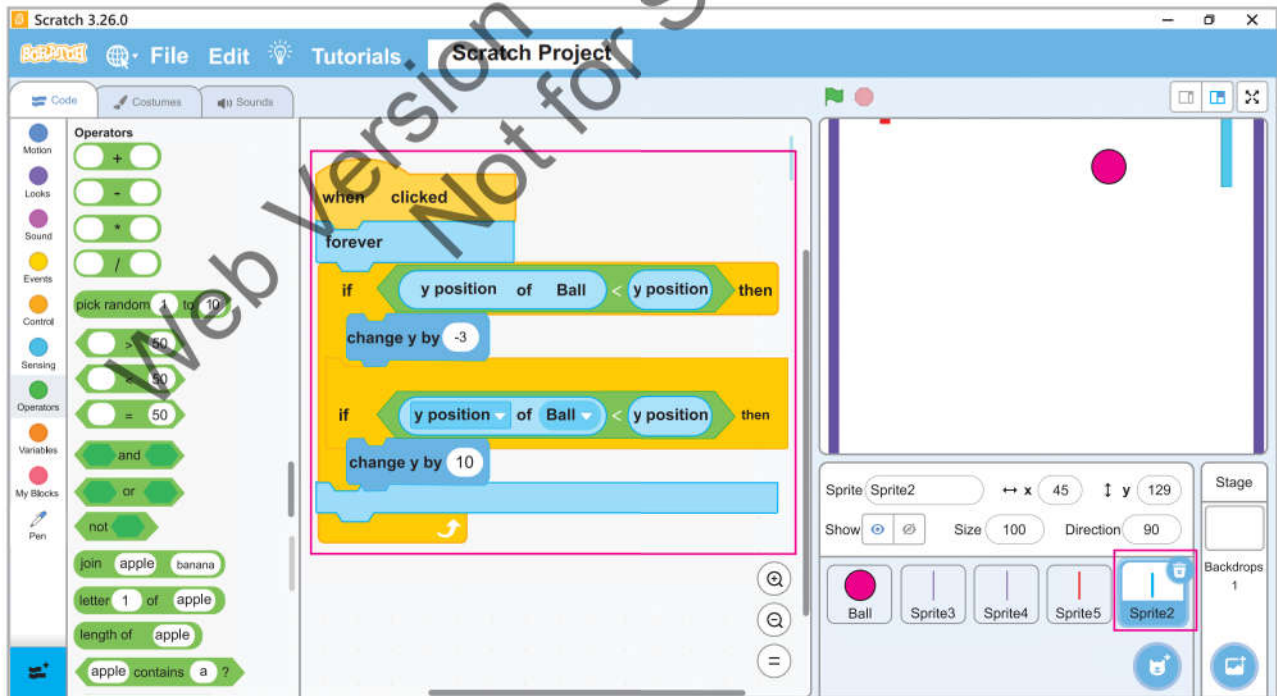 Scratch 3.26.0
SCRATCH File Edit Tutorials Scratch Project
Code Costumes Sounds
Motion
Looks
Sound
Events
Control
Sensing
Operators
Variables
My Blocks
Pen
Operators
+
-
*
/
pick random 1 to 10
> 50
< 50
= 50
and
or
not
join apple banana
letter 1 of apple
length of apple
apple contains a ?
when clicked
forever
if y position of Ball < y position then
change y by -3
if y position of Ball < y position then
change y by 10
Sprite Sprite2 x 45 y 129
Show Size 100 Direction 90
Ball Sprite3 Sprite4 Sprite5 Sprite2
Stage
Backdrops
1
Web Version
Not for S